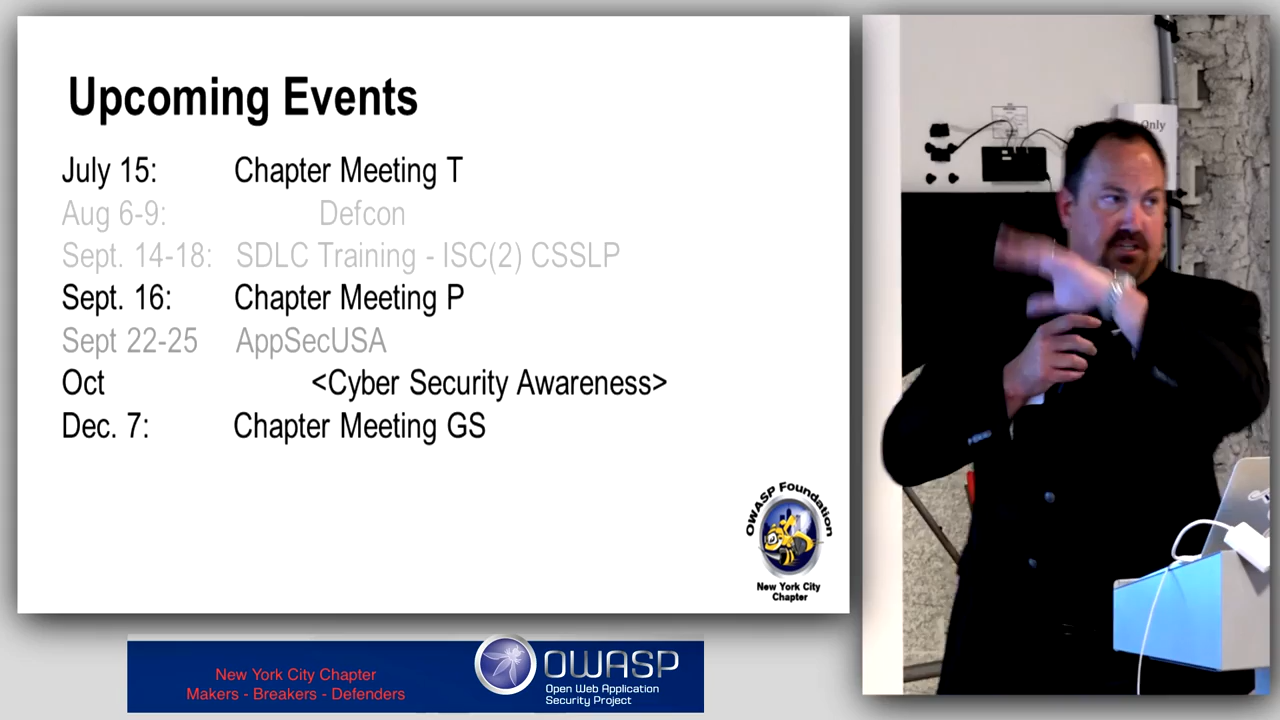 Upcoming Events
July 15: Chapter Meeting T
Aug 6-9: Defcon
Sept. 14-18: SDLC Training - ISC(2) CSSLP
Sept. 16: Chapter Meeting P
Sept 22-25 AppSecUSA
Oct <Cyber Security Awareness>
Dec. 7: Chapter Meeting GS
OWASP Foundation
New York City
Chapter
Only
New York City Chapter
Makers - Breakers - Defenders
OWASP
Open Web Application
Security Project